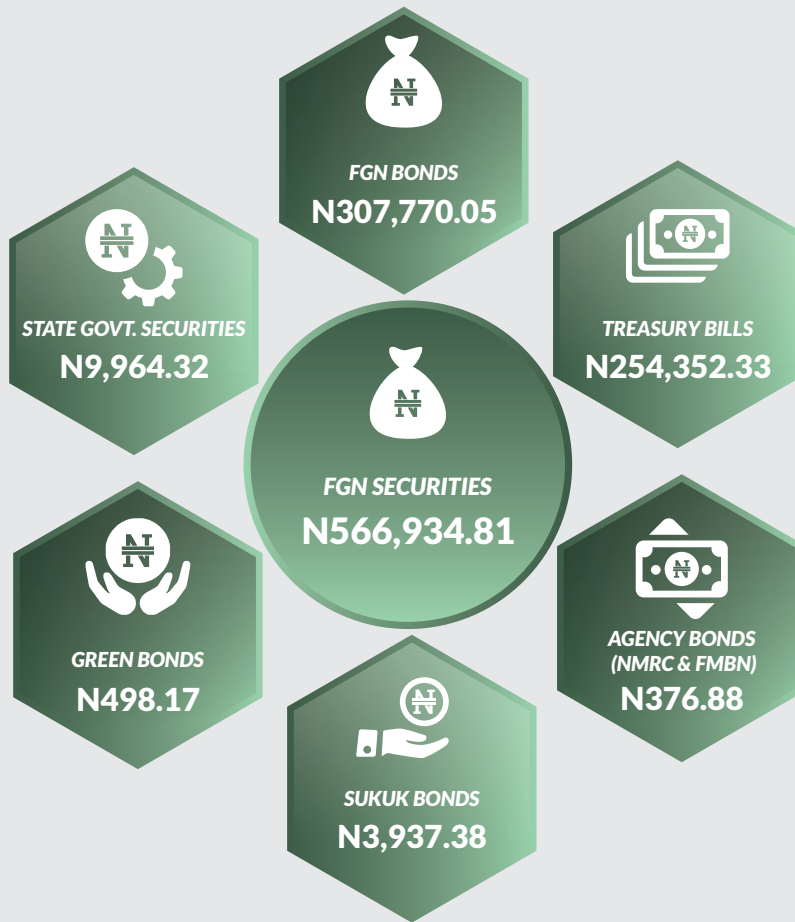 FGN BONDS
N307,770.05
STATE GOVT. SECURITIES
N9,964.32
TREASURY BILLS
N254,352.33
FGN SECURITIES
N566,934.81
GREEN BONDS
N498.17
AGENCY BONDS
(NMRC & FMBN)
N376.88
SUKUK BONDS
N3,937.38